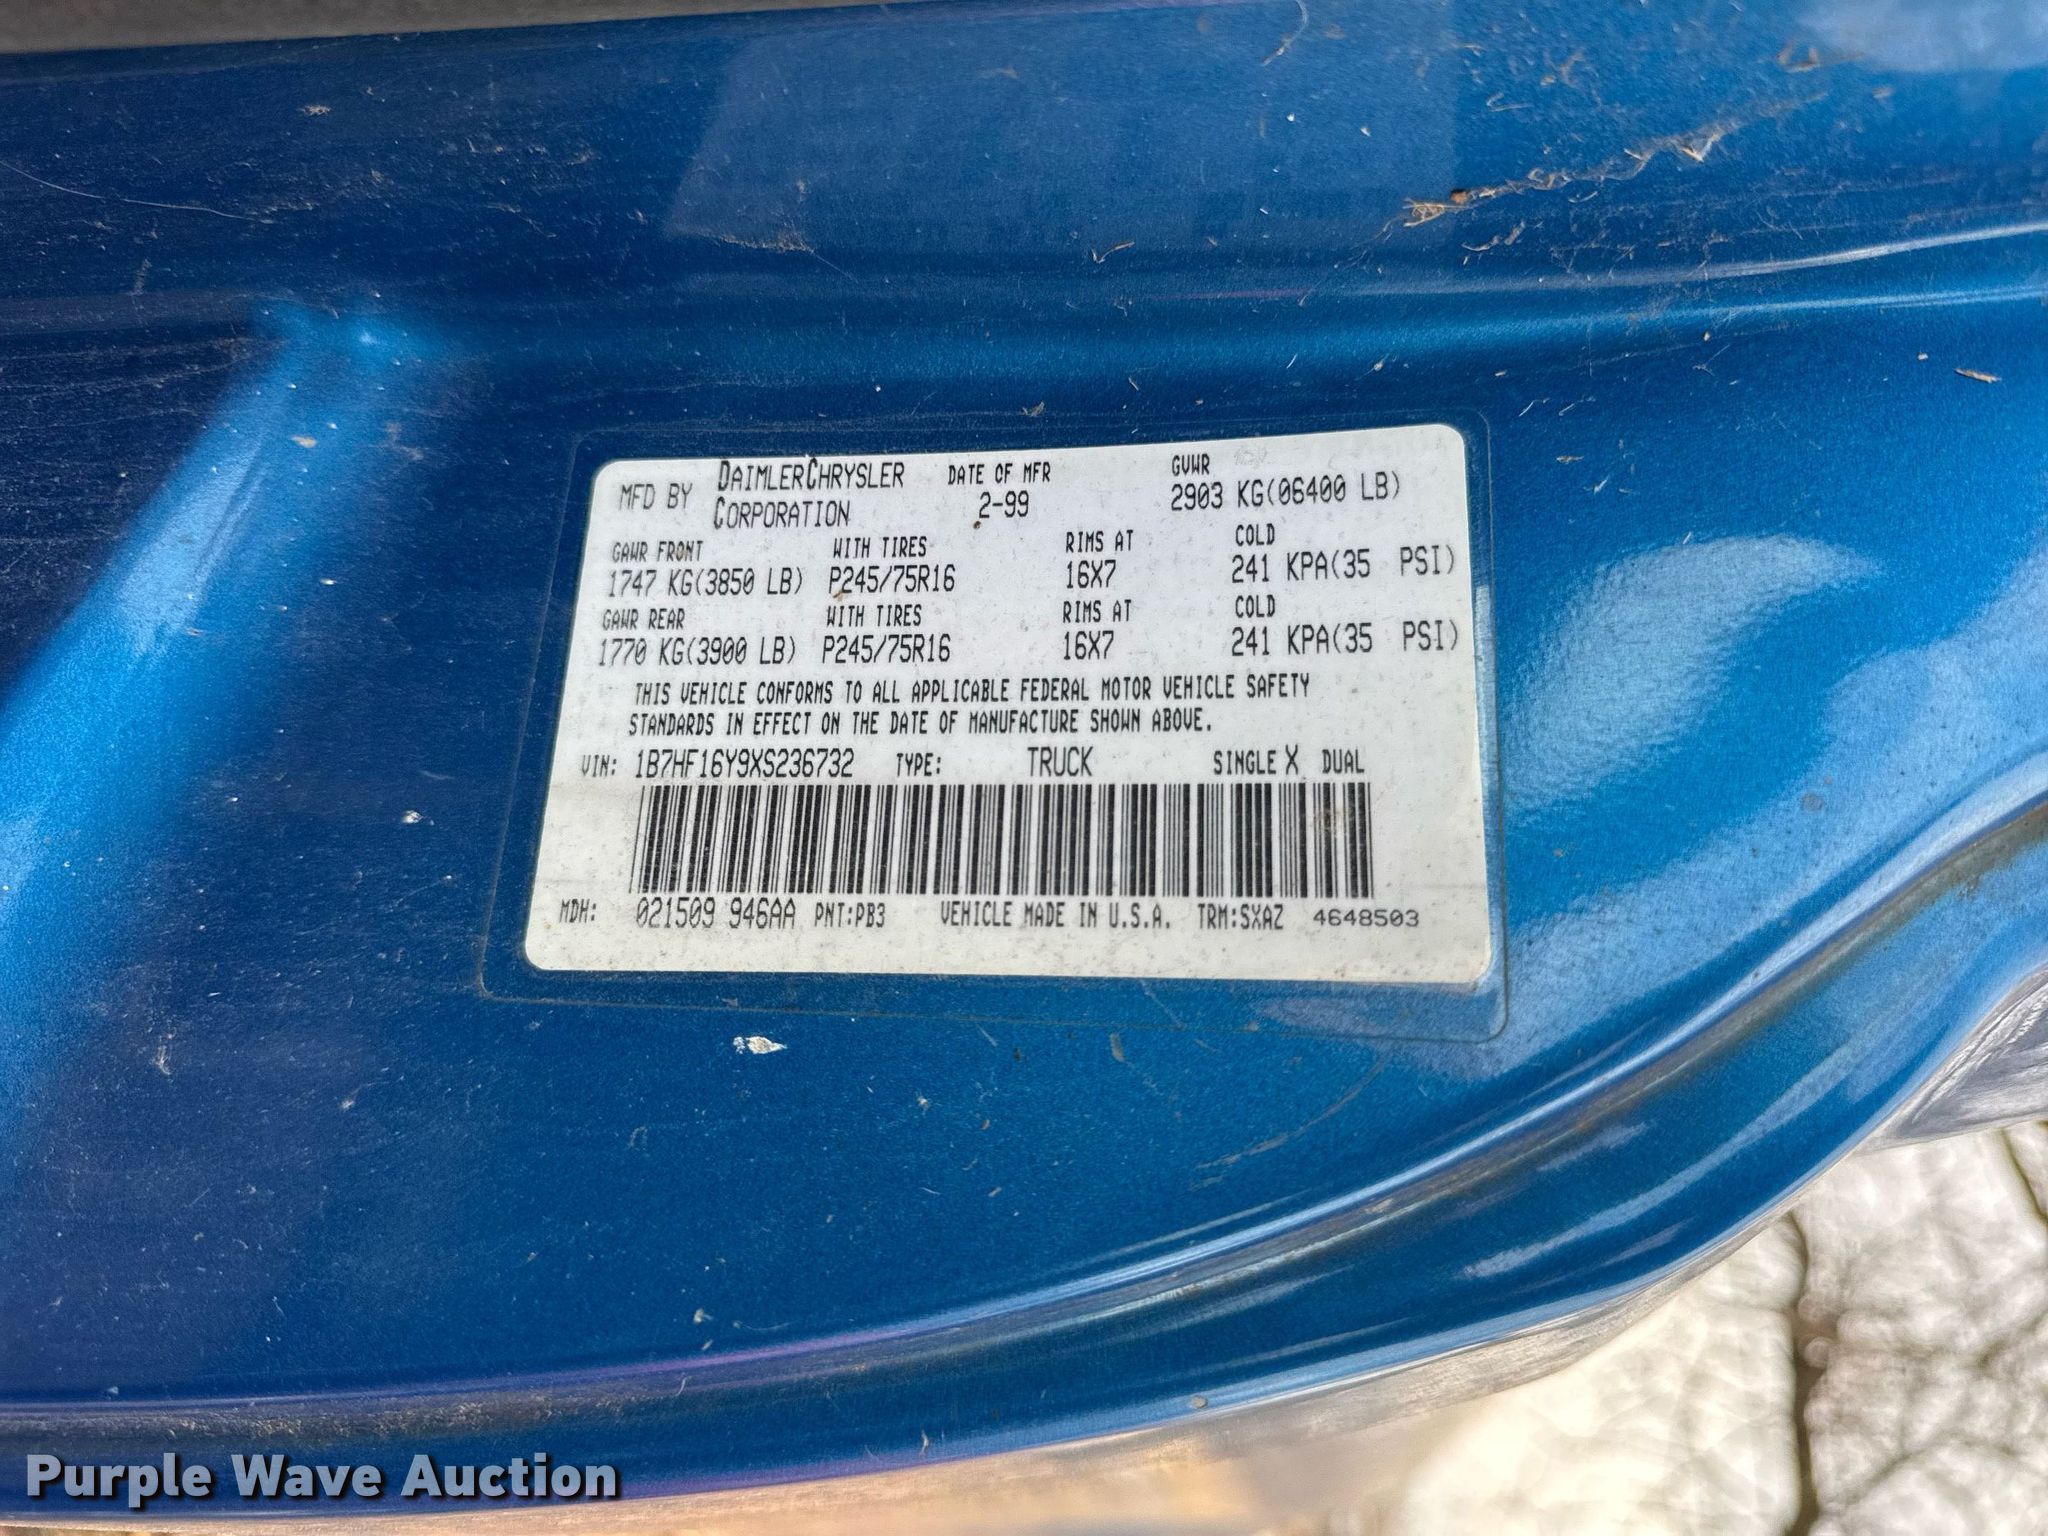 MFD BY DAIMLERCHRYSLER CORPORATION DATE OF MFR 2-99 GVWR 2903 KG(06400 LB)
GAWR FRONT WITH TIRES RIMS AT COLD
1747 KG(3850 LB) P245/75R16 16X7 241 KPA(35 PSI)
GAWR REAR WITH TIRES RIMS AT COLD
1770 KG(3900 LB) P245/75R16 16X7 241 KPA(35 PSI)
THIS VEHICLE CONFORMS TO ALL APPLICABLE FEDERAL MOTOR VEHICLE SAFETY
STANDARDS IN EFFECT ON THE DATE OF MANUFACTURE SHOWN ABOVE.
VIN: 1B7HF16Y9XS236732 TYPE: TRUCK SINGLE X DUAL
MDH: 021509 946AA PNT:PB3 VEHICLE MADE IN U.S.A. TRM:SXAZ 4648503
Purple Wave Auction